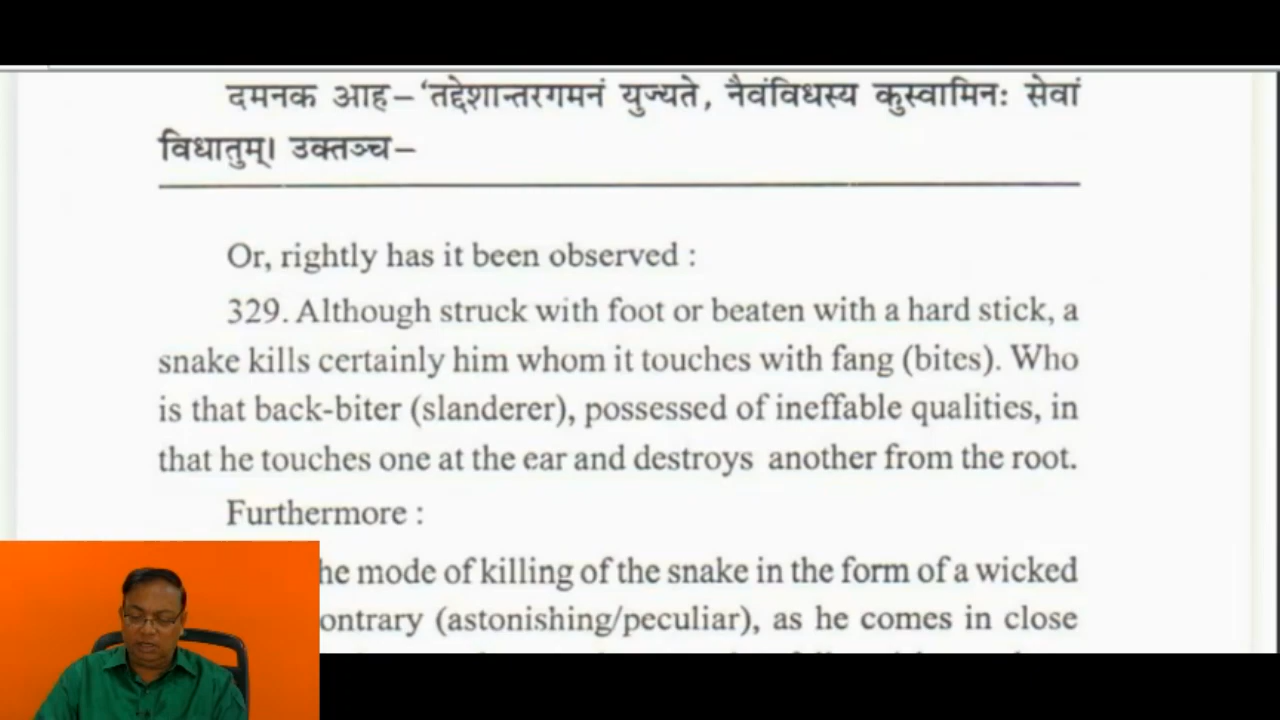 दमनक आह– 'तद्देशान्तरगमनं युज्यते, नैवंविधस्य कुस्वामिनः सेवां
विधातुम्। उक्तञ्च–
Or, rightly has it been observed :
329. Although struck with foot or beaten with a hard stick, a
snake kills certainly him whom it touches with fang (bites). Who
is that back-biter (slanderer), possessed of ineffable qualities, in
that he touches one at the ear and destroys another from the root.
Furthermore :
he mode of killing of the snake in the form of a wicked
ontrary (astonishing/peculiar), as he comes in close